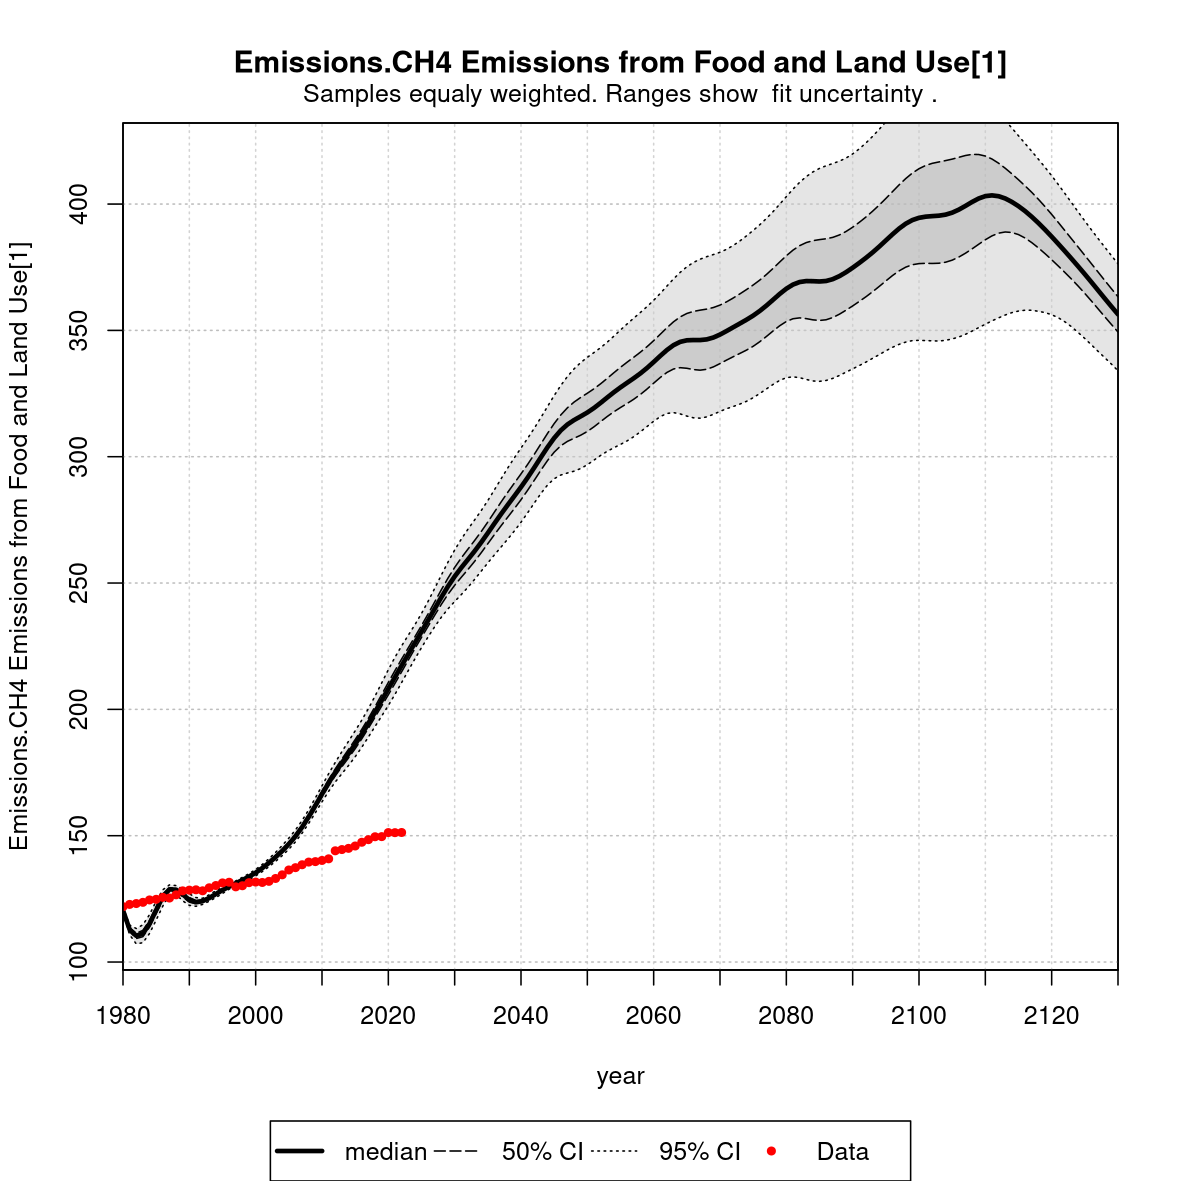 Emissions.CH4 Emissions from Food and Land Use[1]
Samples equaly weighted. Ranges show  fit uncertainty .
Emissions.CH4 Emissions from Food and Land Use[1]
400
350
300
250
200
150
100
1980 2000 2020 2040 2060 2080 2100 2120
year
median 50% CI 95% CI Data